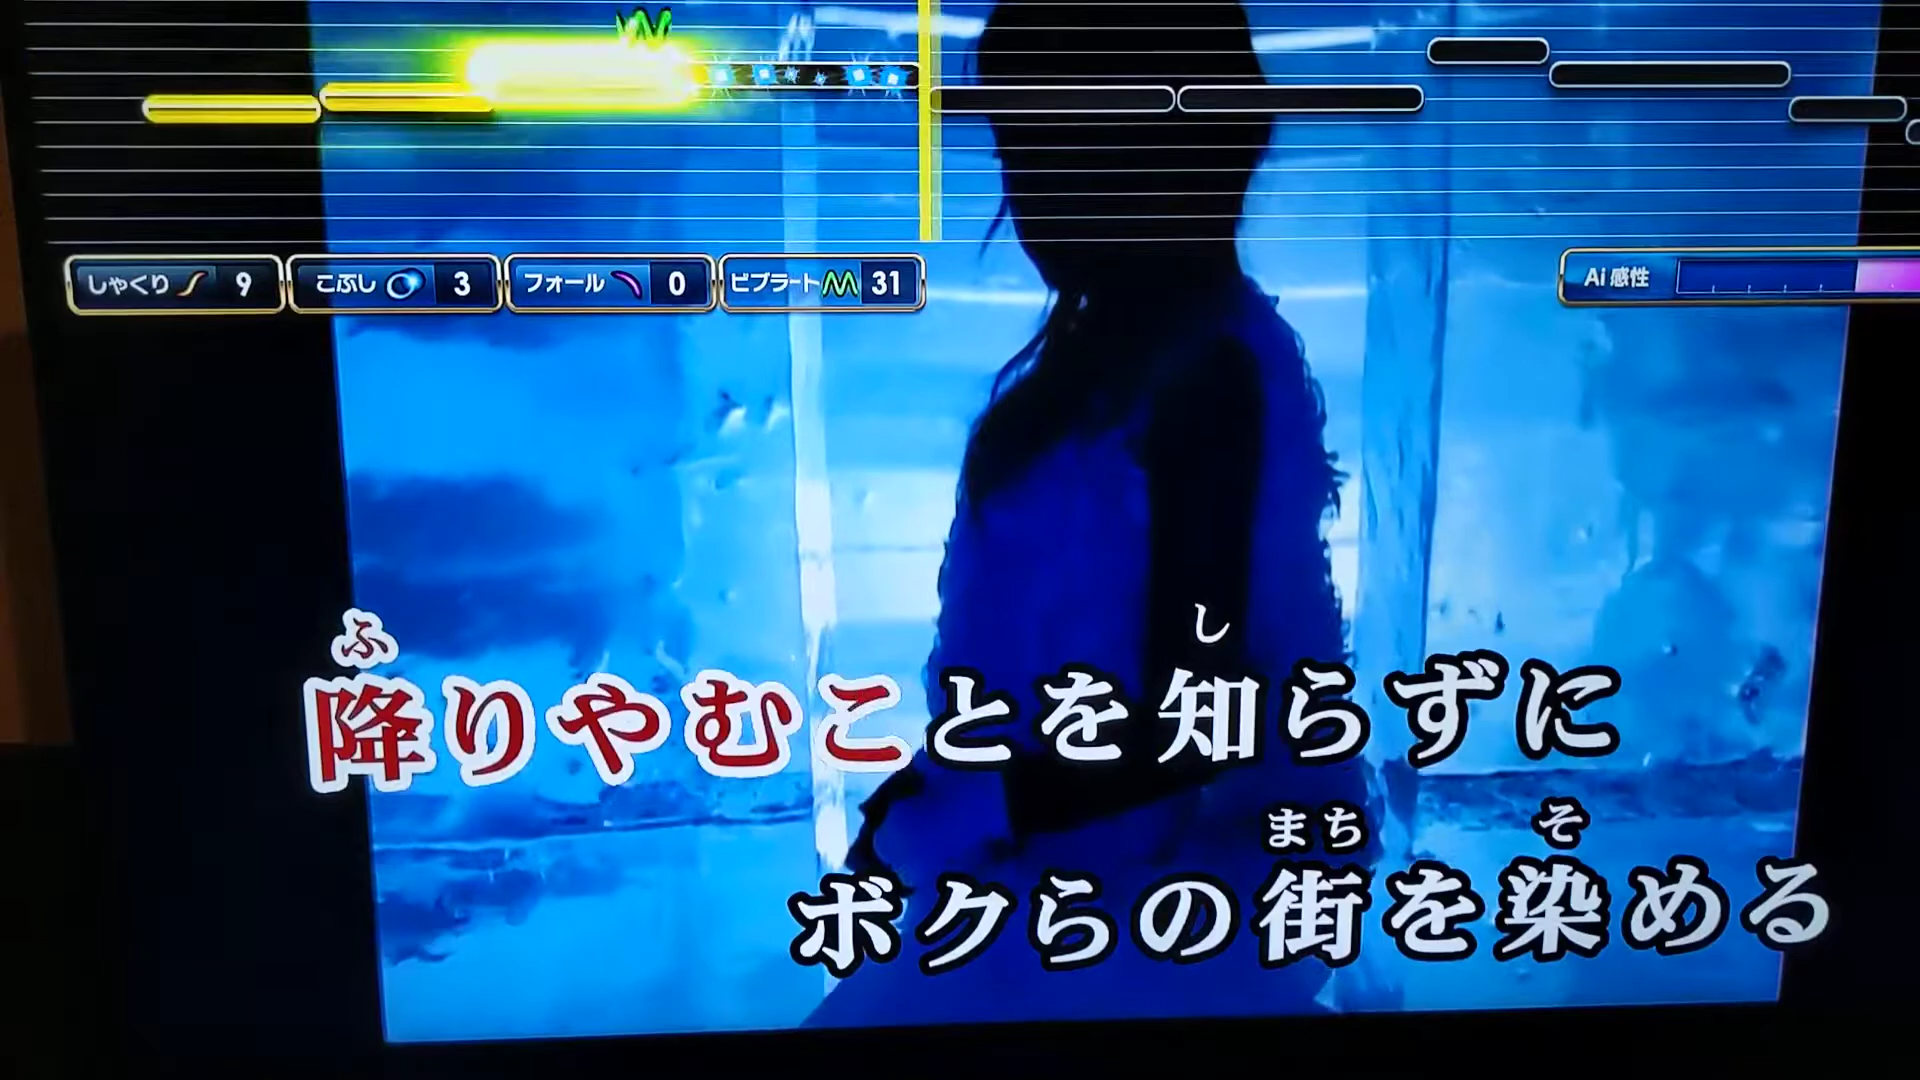 しゃくり 9 こぶし 3 フォール 0 ビブラート 31 Ai感性
ふ し
降りやむことを知らずに
まち そ
ボクらの街を染める